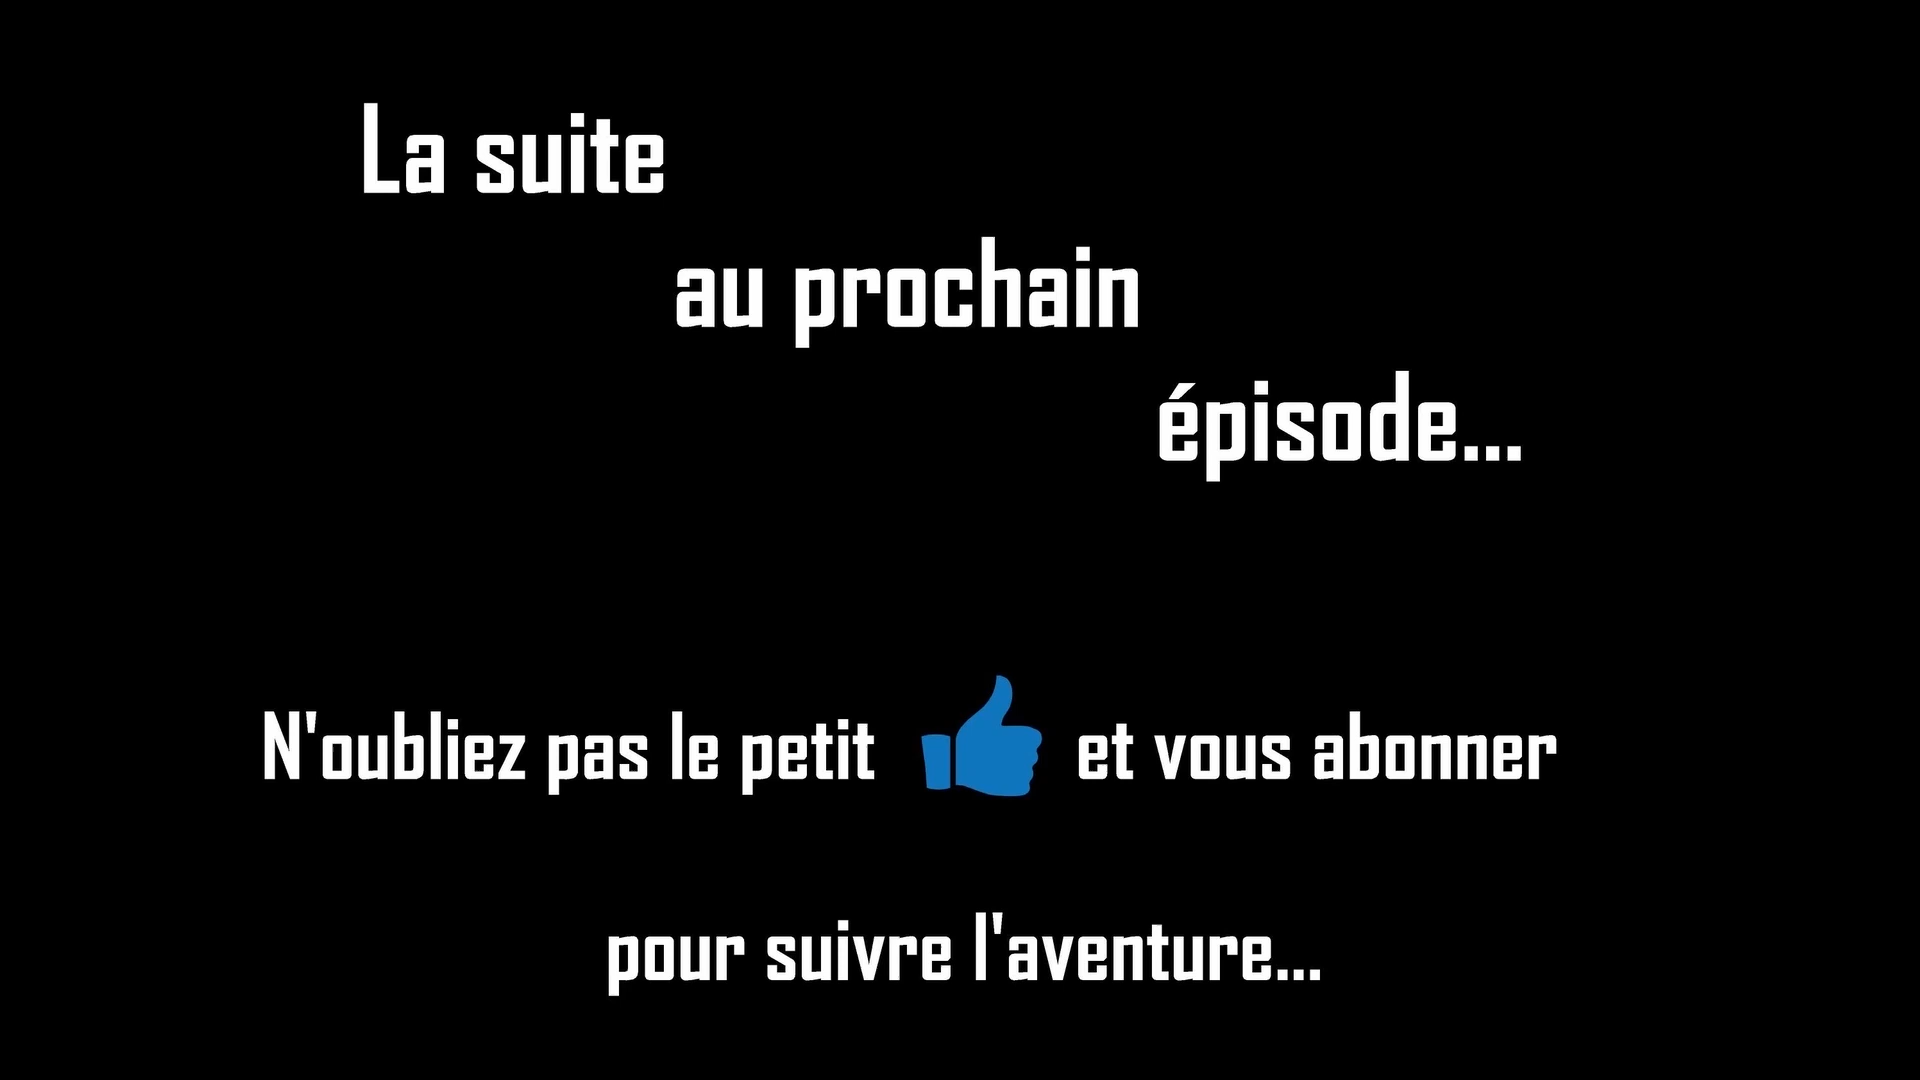 La suite
au prochain
épisode...
N'oubliez pas le petit et vous abonner
pour suivre l'aventure...